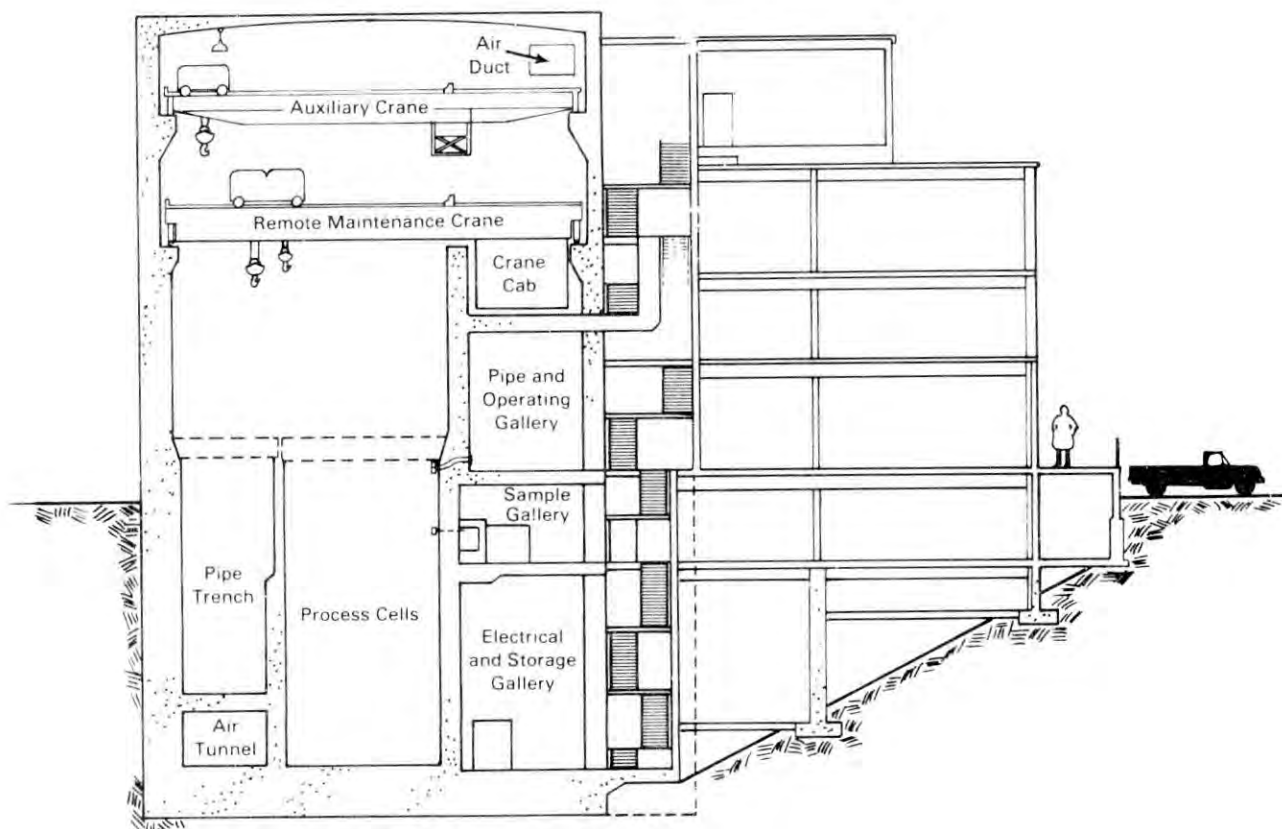 Air
Duct
Auxiliary Crane
Remote Maintenance Crane
Crane
Cab
Pipe and
Operating
Gallery
Sample
Gallery
Pipe
Trench
Process Cells
Electrical
and Storage
Gallery
Air
Tunnel